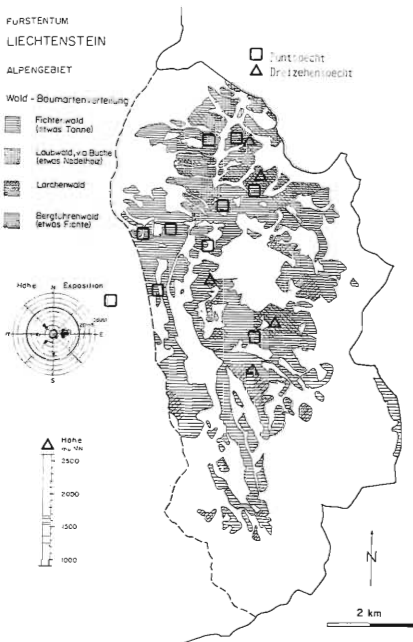 FÜRSTENTUM
LIECHTENSTEIN
ALPENGEBIET
Wald - Baumartenverteilung
Fichtenwald
(etwas Tanne)
Laubwald, v.a. Buche
(etwas Nadelholz)
Lärchenwald
Bergföhrenwald
(etwas Fichte)
Buntspecht
Dreizehenspecht
Höhe Exposition
N
W
E
S
Höhe
2500
2000
1500
1000
N
2 km